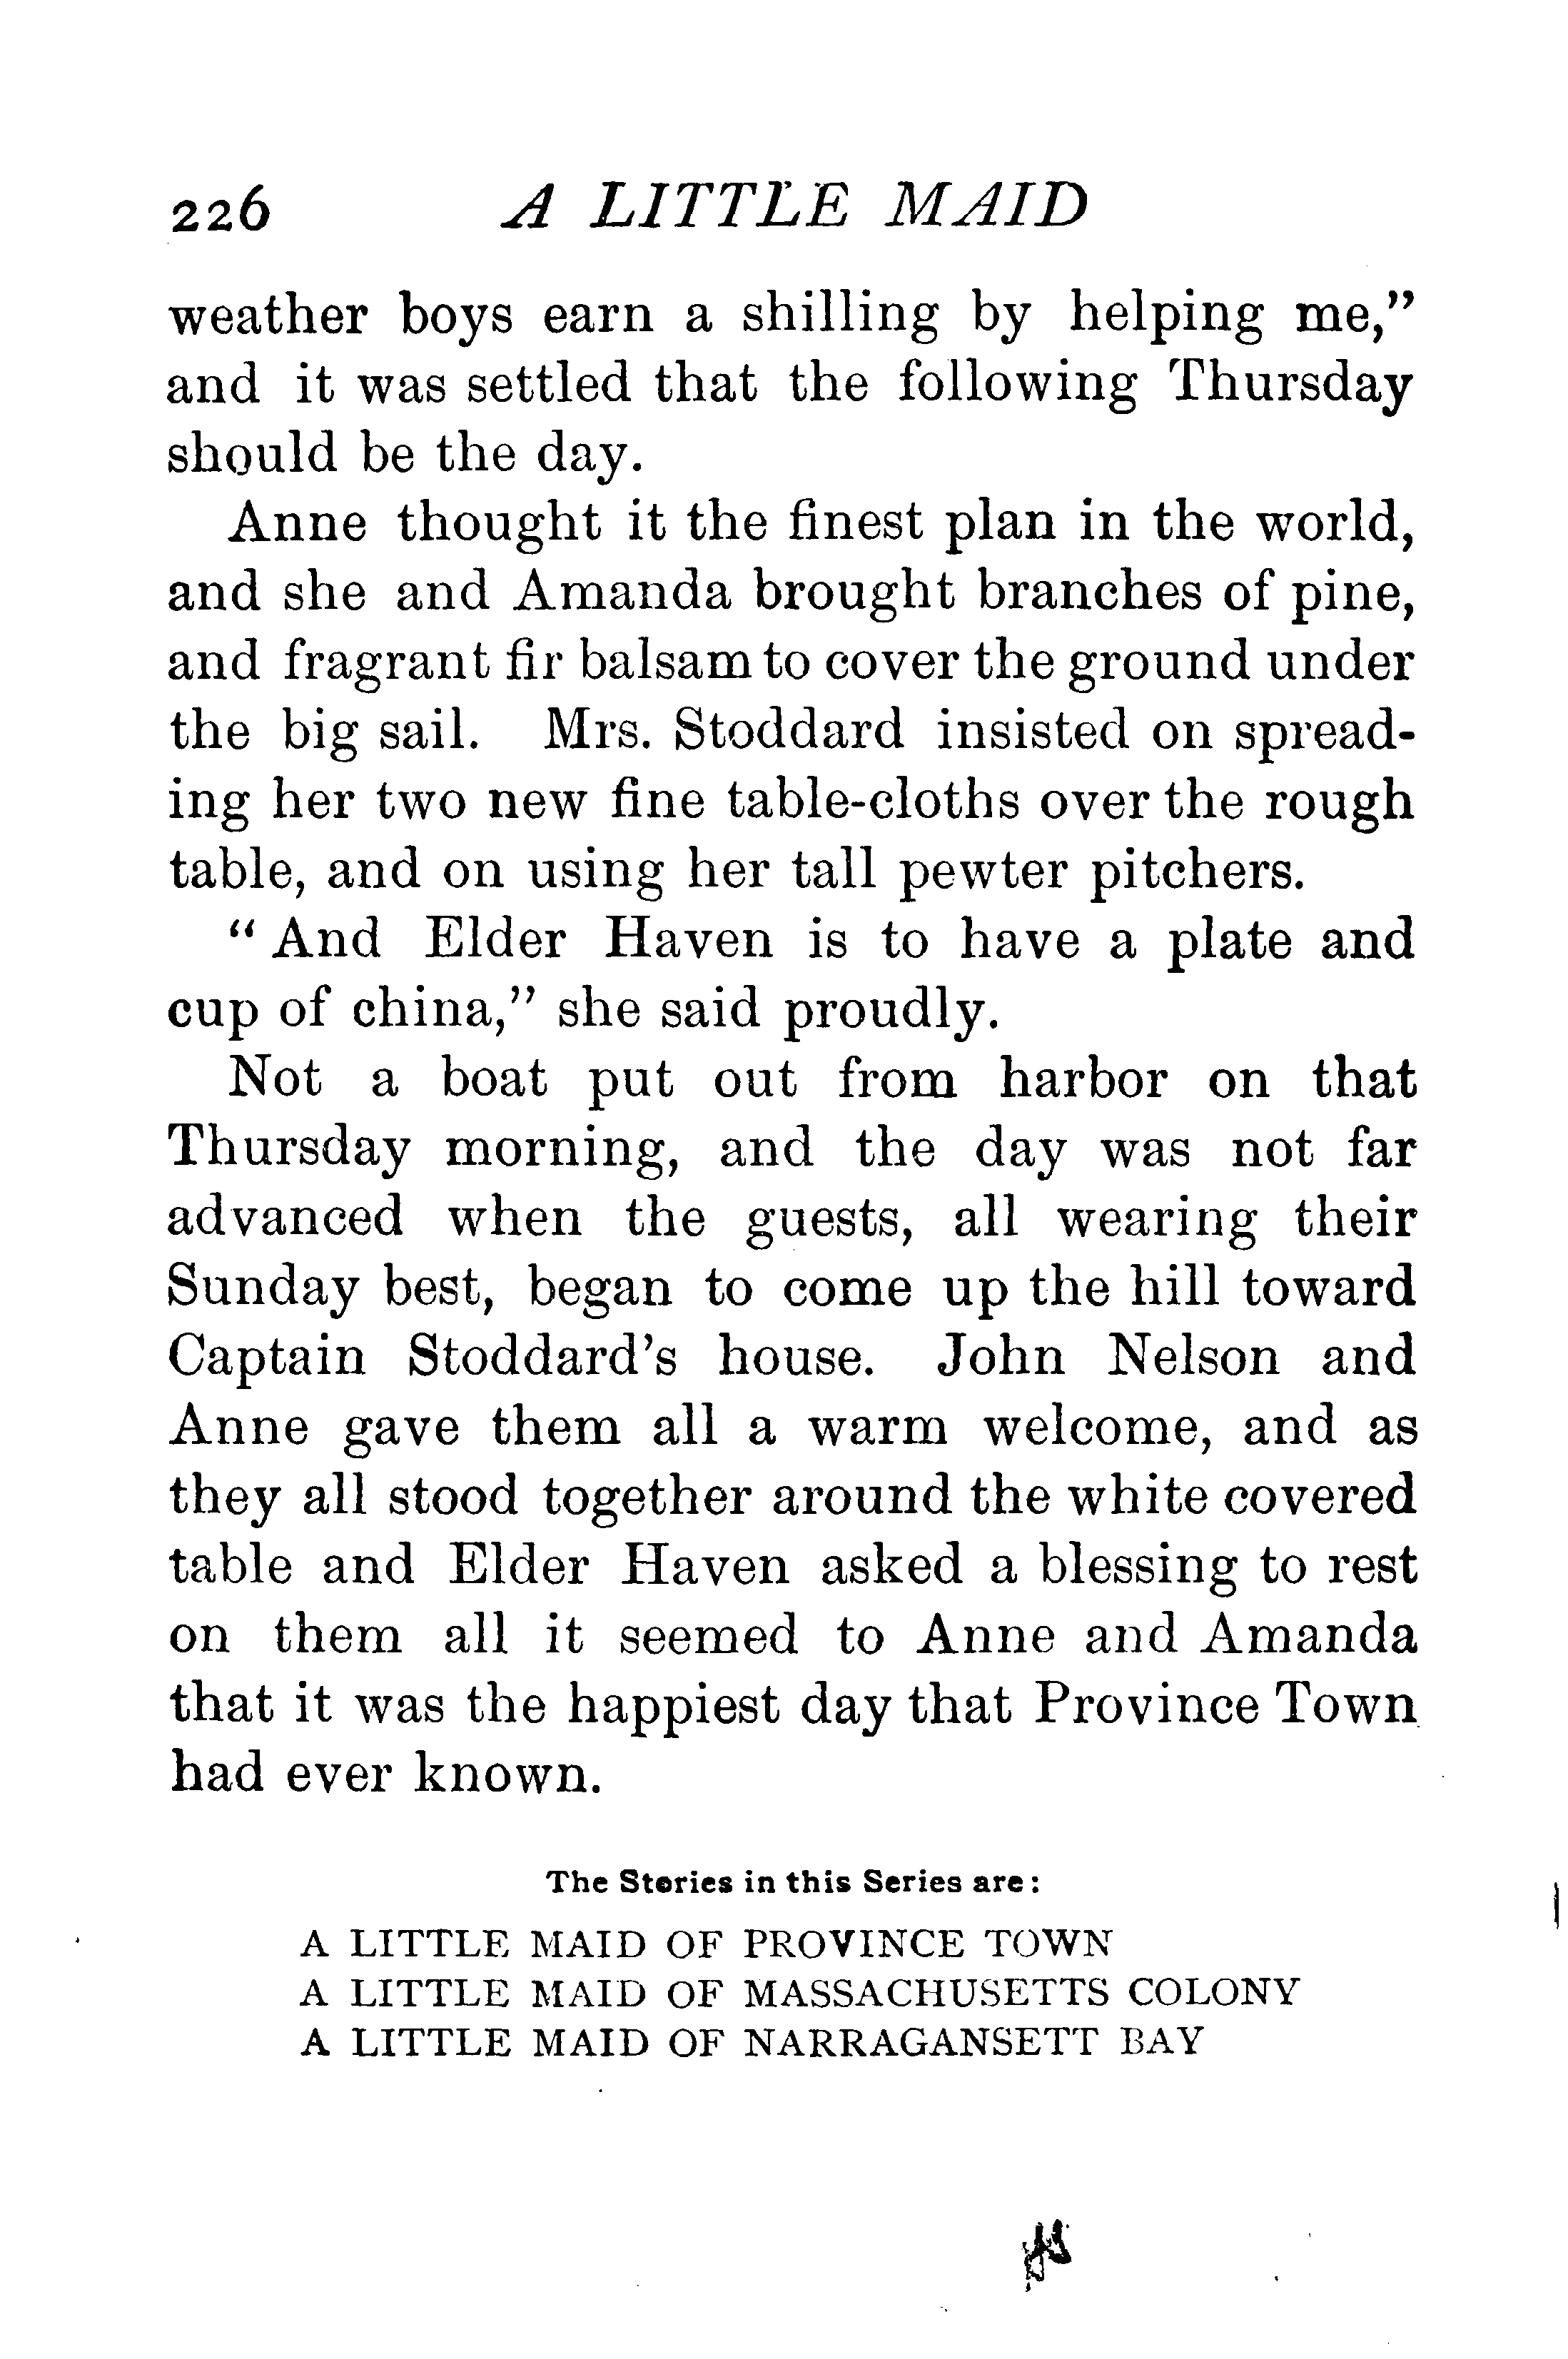 226 A LITTLE MAID
weather boys earn a shilling by helping me,”
and it was settled that the following Thursday
should be the day.
Anne thought it the finest plan in the world,
and she and Amanda brought branches of pine,
and fragrant fir balsam to cover the ground under
the big sail. Mrs. Stoddard insisted on spread-
ing her two new fine table-cloths over the rough
table, and on using her tall pewter pitchers.
“And Elder Haven is to have a plate and
cup of china,” she said proudly.
Not a boat put out from harbor on that
Thursday morning, and the day was not far
advanced when the guests, all wearing their
Sunday best, began to come up the hill toward
Captain Stoddard’s house. John Nelson and
Anne gave them all a warm welcome, and as
they all stood together around the white covered
table and Elder Haven asked a blessing to rest
on them all it seemed to Anne and Amanda
that it was the happiest day that Province Town
had ever known.
The Stories in this Series are:
A LITTLE MAID OF PROVINCE TOWN
A LITTLE MAID OF MASSACHUSETTS COLONY
A LITTLE MAID OF NARRAGANSETT BAY